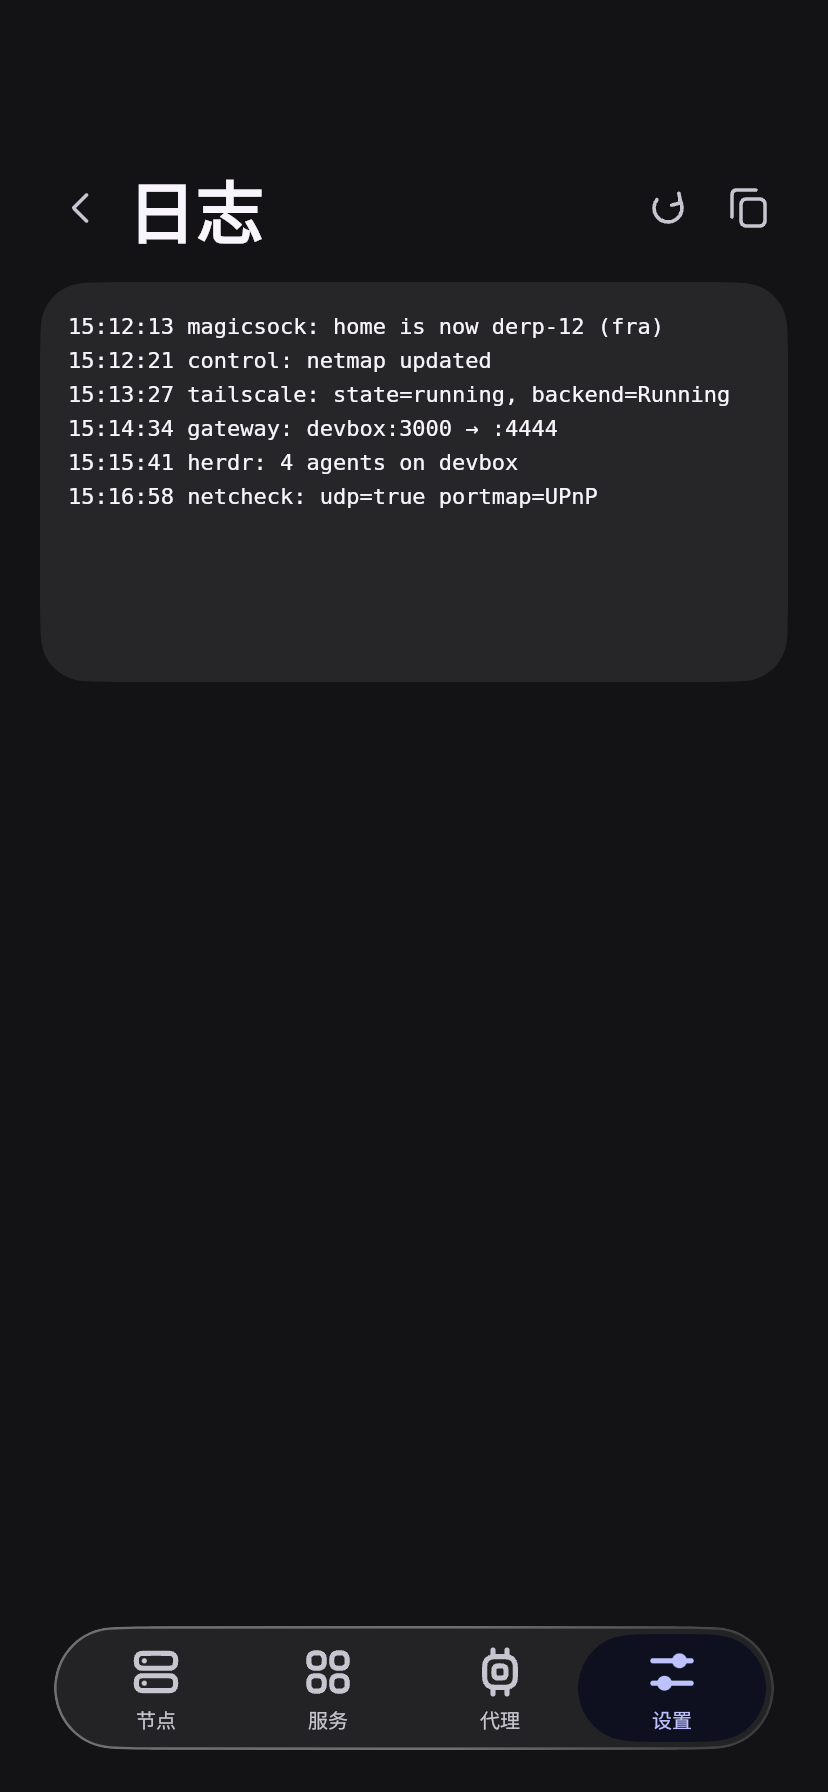 日志
15:12:13 magicsock: home is now derp-12 (fra)
15:12:21 control: netmap updated
15:13:27 tailscale: state=running, backend=Running
15:14:34 gateway: devbox:3000 → :4444
15:15:41 herdr: 4 agents on devbox
15:16:58 netcheck: udp=true portmap=UPnP
节点
服务
代理
设置